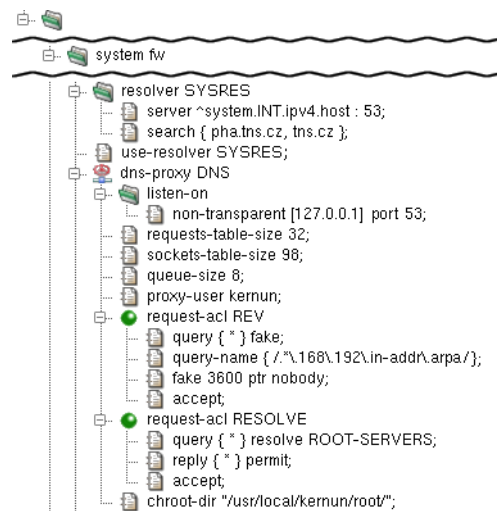 system fw
resolver SYSRES
server ^system.INT.ipv4.host : 53;
search { pha.tns.cz, tns.cz };
use-resolver SYSRES;
dns-proxy DNS
listen-on
non-transparent [127.0.0.1] port 53;
requests-table-size 32;
sockets-table-size 98;
queue-size 8;
proxy-user kernun;
request-acl REV
query { * } fake;
query-name { /.*\.168\.192\.in-addr\.arpa/};
fake 3600 ptr nobody;
accept;
request-acl RESOLVE
query { * } resolve ROOT-SERVERS;
reply { * } permit;
accept;
chroot-dir "/usr/local/kernun/root/";